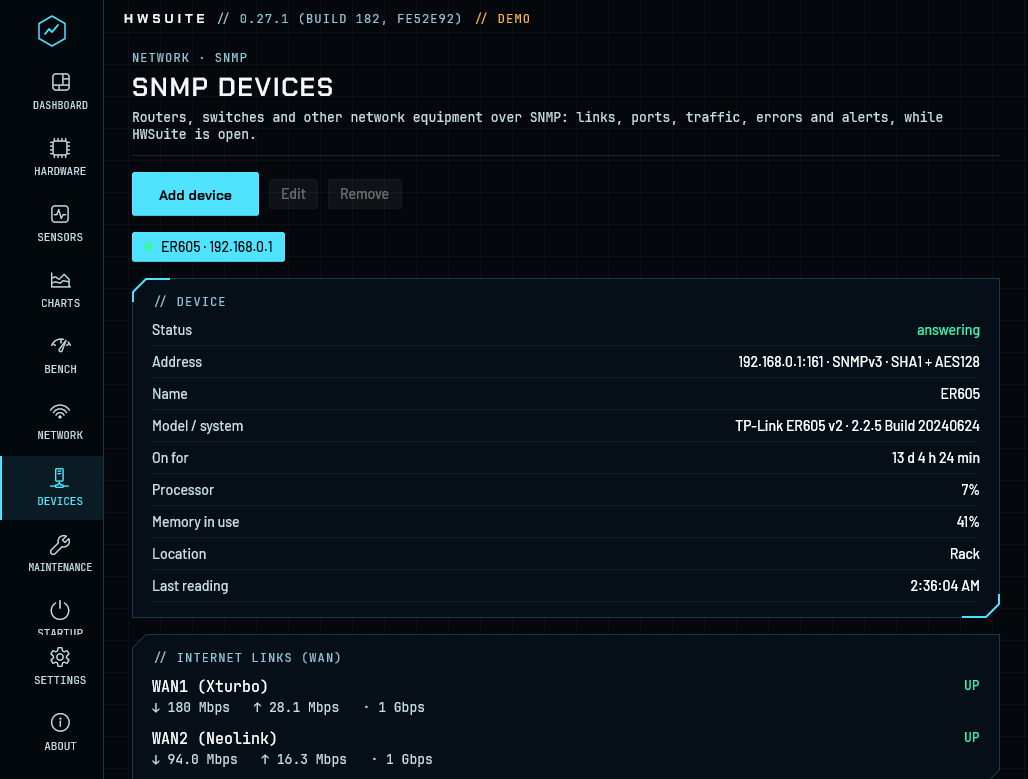 HWSUITE // 0.27.1 (BUILD 182, FE52E92) // DEMO
NETWORK · SNMP
SNMP DEVICES
Routers, switches and other network equipment over SNMP: links, ports, traffic, errors and alerts, while
HWSuite is open.
Add device
Edit
Remove
ER605 · 192.168.0.1
// DEVICE
Status answering
Address 192.168.0.1:161 · SNMPv3 · SHA1 + AES128
Name ER605
Model / system TP-Link ER605 v2 · 2.2.5 Build 20240624
On for 13 d 4 h 24 min
Processor 7%
Memory in use 41%
Location Rack
Last reading 2:36:04 AM
// INTERNET LINKS (WAN)
WAN1 (Xturbo) UP
↓ 180 Mbps ↑ 28.1 Mbps · 1 Gbps
WAN2 (Neolink) UP
↓ 94.0 Mbps ↑ 16.3 Mbps · 1 Gbps
DASHBOARD
HARDWARE
SENSORS
CHARTS
BENCH
NETWORK
DEVICES
MAINTENANCE
STARTUP
SETTINGS
ABOUT